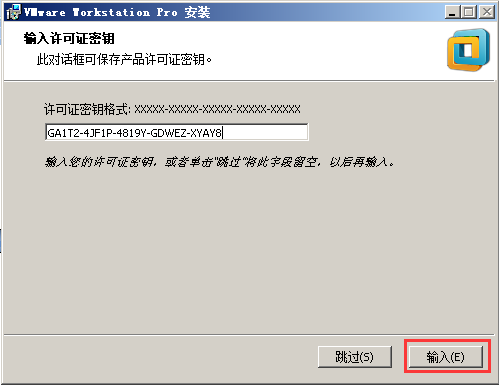 VMware Workstation Pro 安装
输入许可证密钥
此对话框可保存产品许可证密钥。
许可证密钥格式: XXXXX-XXXXX-XXXXX-XXXXX-XXXXX
GA1T2-4JF1P-4819Y-GDWEZ-XYAY8
输入您的许可证密钥，或者单击"跳过"将此字段留空，以后再输入。
跳过(S)
输入(E)